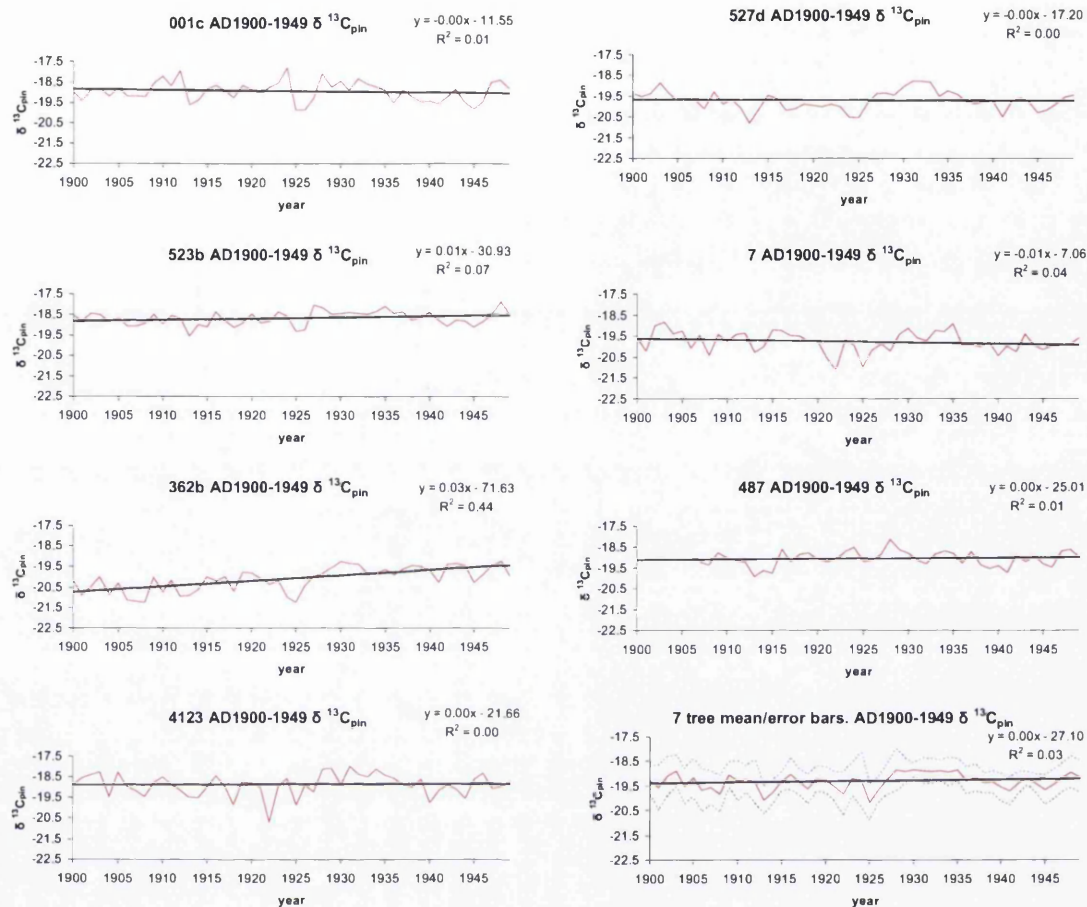 001c AD1900-1949 δ ¹³Cpin
y = -0.00x - 11.55
R² = 0.01
δ ¹³Cpin
-17.5
-18.5
-19.5
-20.5
-21.5
-22.5
1900 1905 1910 1915 1920 1925 1930 1935 1940 1945
year
527d AD1900-1949 δ ¹³Cpin
y = -0.00x - 17.20
R² = 0.00
δ ¹³Cpin
-17.5
-18.5
-19.5
-20.5
-21.5
-22.5
1900 1905 1910 1915 1920 1925 1930 1935 1940 1945
year
523b AD1900-1949 δ ¹³Cpin
y = 0.01x - 30.93
R² = 0.07
δ ¹³Cpin
-17.5
-18.5
-19.5
-20.5
-21.5
-22.5
1900 1905 1910 1915 1920 1925 1930 1935 1940 1945
year
7 AD1900-1949 δ ¹³Cpin
y = -0.01x - 7.06
R² = 0.04
δ ¹³Cpin
-17.5
-18.5
-19.5
-20.5
-21.5
-22.5
1900 1905 1910 1915 1920 1925 1930 1935 1940 1945
year
362b AD1900-1949 δ ¹³Cpin
y = 0.03x - 71.63
R² = 0.44
δ ¹³Cpin
-17.5
-18.5
-19.5
-20.5
-21.5
-22.5
1900 1905 1910 1915 1920 1925 1930 1935 1940 1945
year
487 AD1900-1949 δ ¹³Cpin
y = 0.00x - 25.01
R² = 0.01
δ ¹³Cpin
-17.5
-18.5
-19.5
-20.5
-21.5
-22.5
1900 1905 1910 1915 1920 1925 1930 1935 1940 1945
year
4123 AD1900-1949 δ ¹³Cpin
y = 0.00x - 21.66
R² = 0.00
δ ¹³Cpin
-17.5
-18.5
-19.5
-20.5
-21.5
-22.5
1900 1905 1910 1915 1920 1925 1930 1935 1940 1945
year
7 tree mean/error bars. AD1900-1949 δ ¹³Cpin
y = 0.00x - 27.10
R² = 0.03
δ ¹³Cpin
-17.5
-18.5
-19.5
-20.5
-21.5
-22.5
1900 1905 1910 1915 1920 1925 1930 1935 1940 1945
year